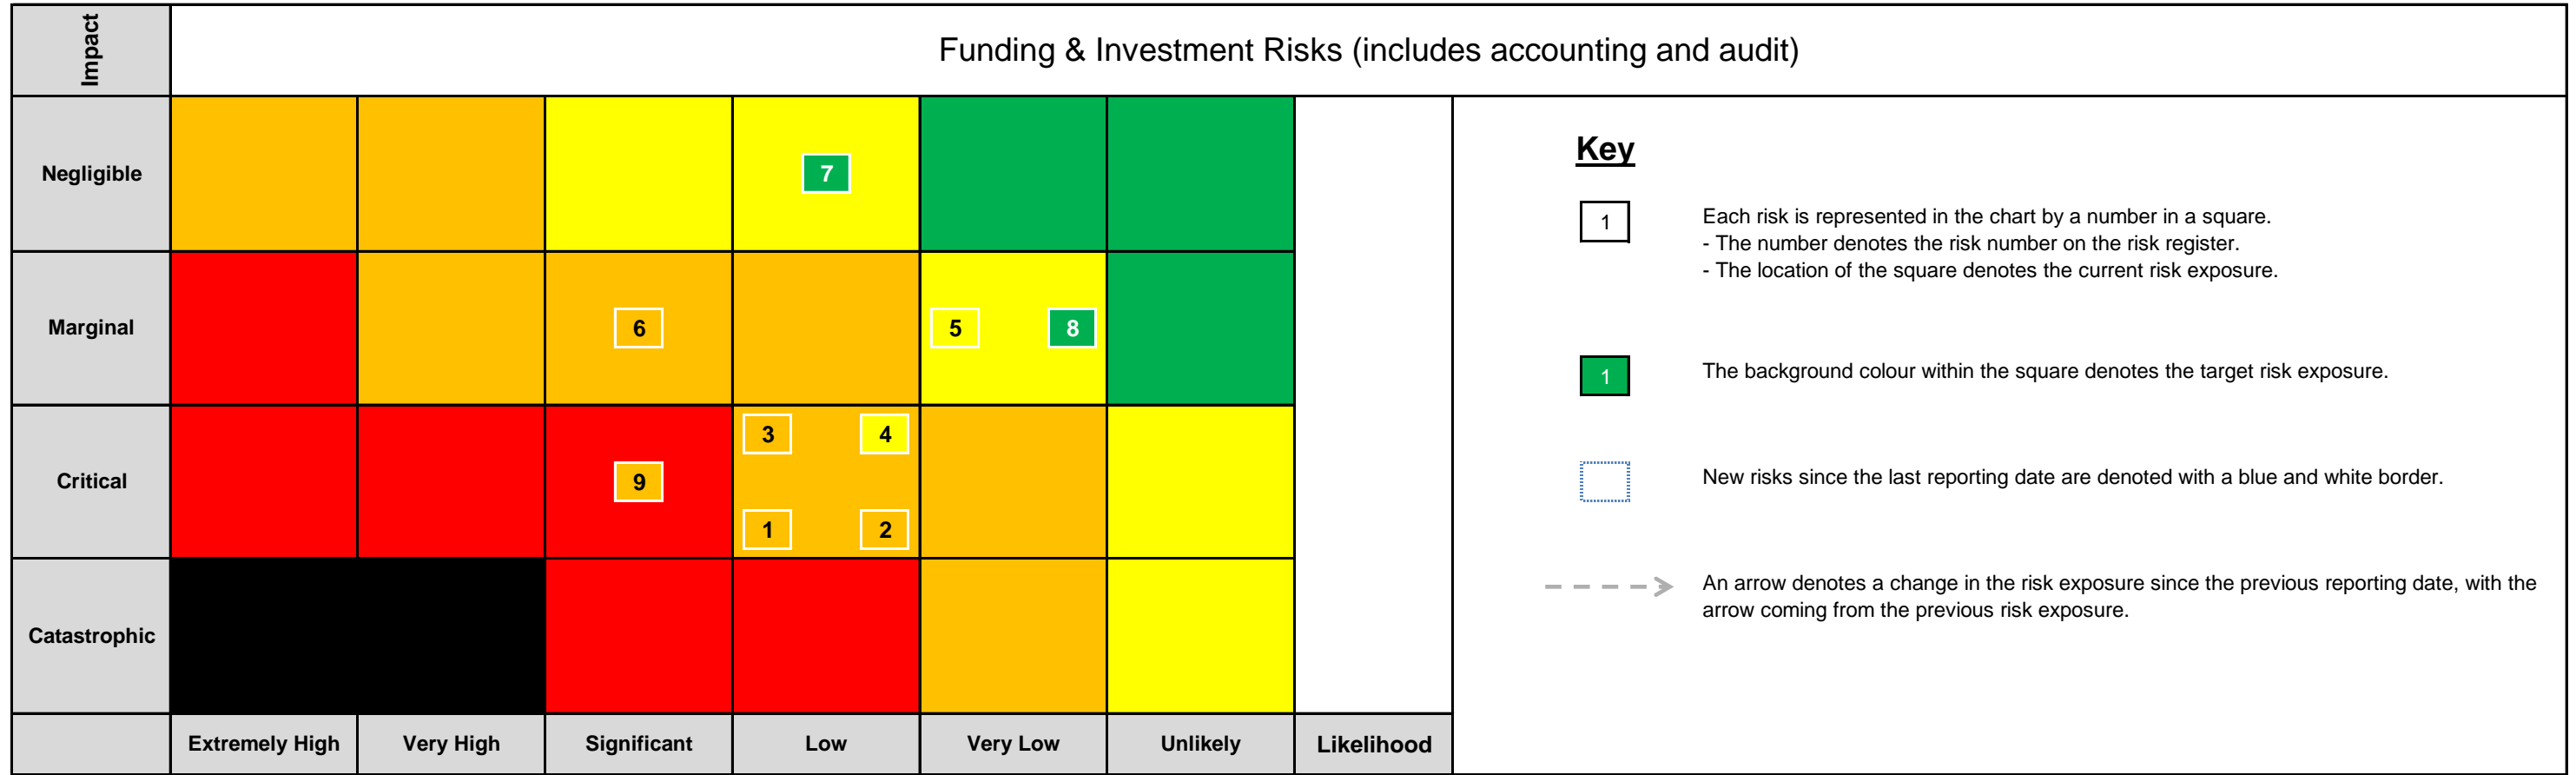 Impact
Funding & Investment Risks (includes accounting and audit)
Negligible
7
Marginal
6
5
8
Critical
3
4
9
1
2
Catastrophic
Extremely High
Very High
Significant
Low
Very Low
Unlikely
Likelihood
Key
1
Each risk is represented in the chart by a number in a square.
- The number denotes the risk number on the risk register.
- The location of the square denotes the current risk exposure.
1
The background colour within the square denotes the target risk exposure.
New risks since the last reporting date are denoted with a blue and white border.
An arrow denotes a change in the risk exposure since the previous reporting date, with the
arrow coming from the previous risk exposure.